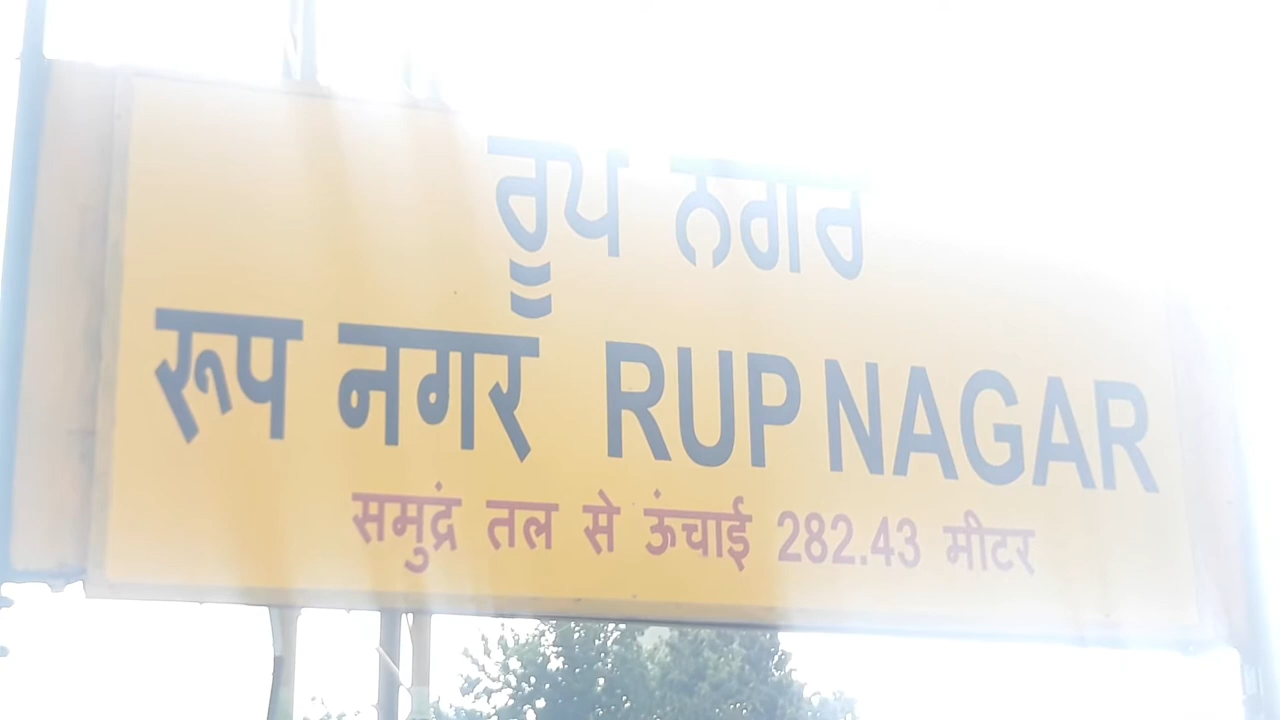 ਰੂਪ ਨਗਰ
रूप नगर RUP NAGAR
समुद्रं तल से ऊंचाई 282.43 मीटर